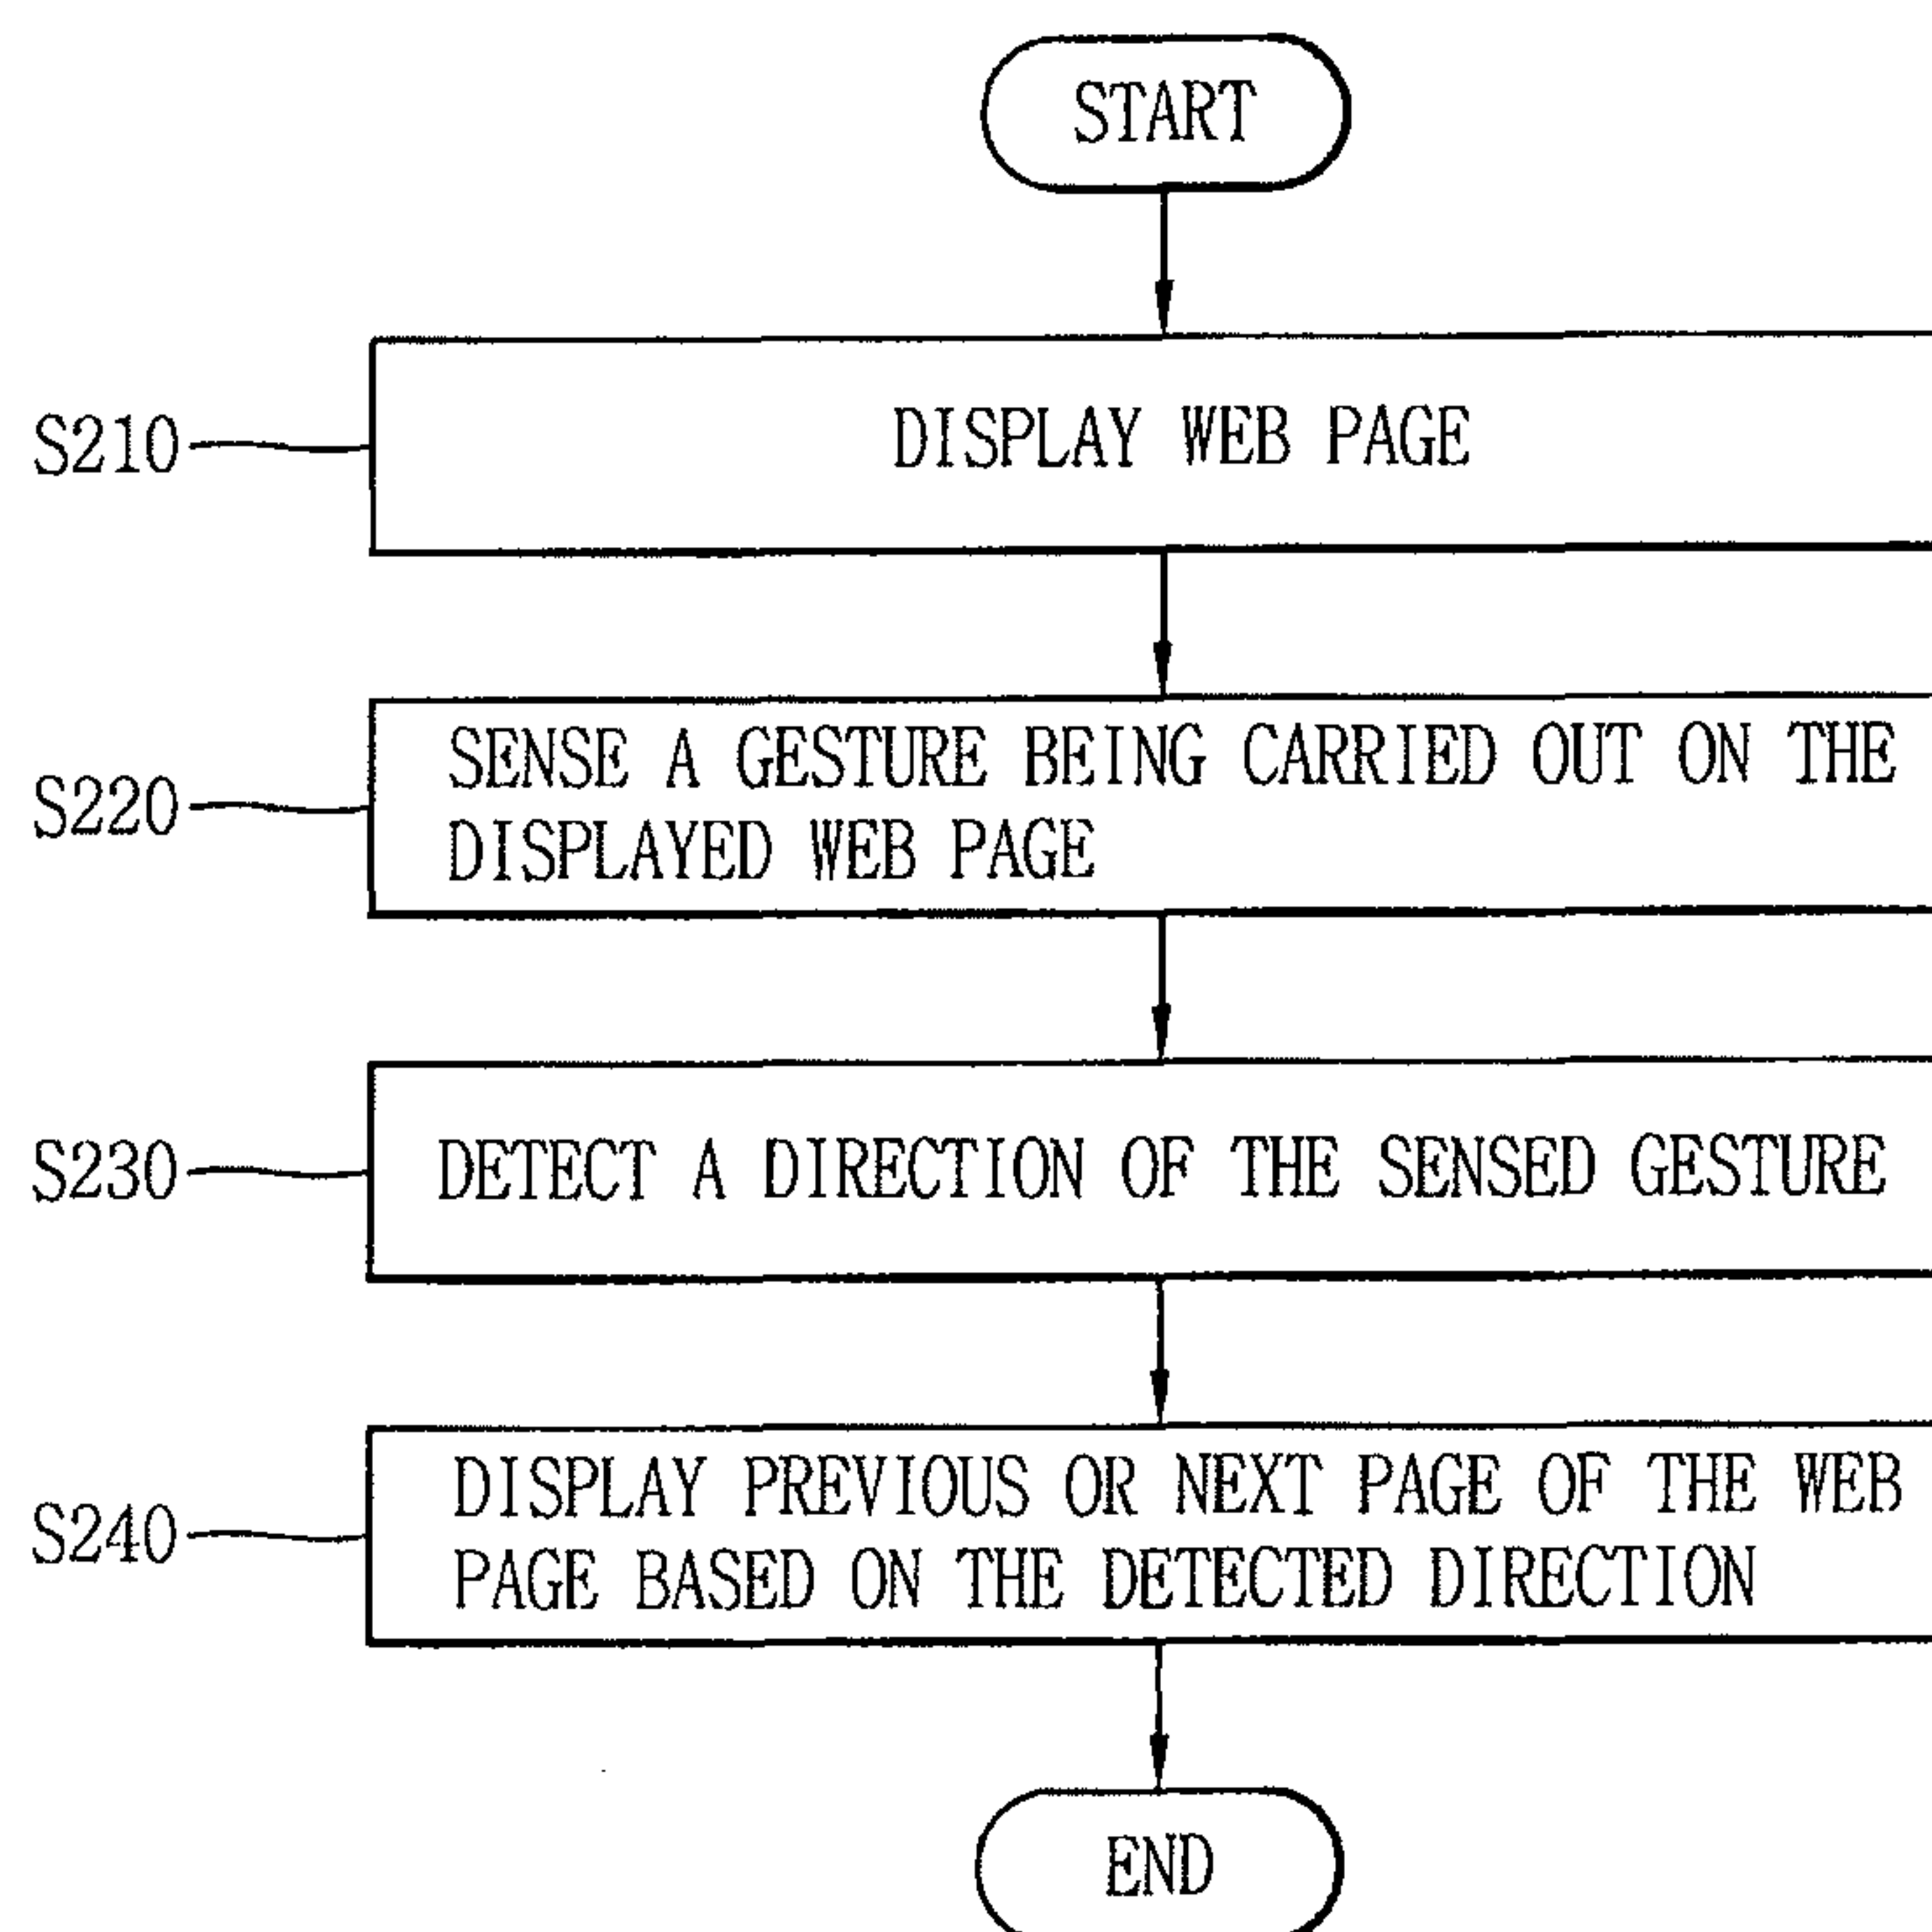 START
S210
DISPLAY WEB PAGE
S220
SENSE A GESTURE BEING CARRIED OUT ON THE
DISPLAYED WEB PAGE
S230
DETECT A DIRECTION OF THE SENSED GESTURE
S240
DISPLAY PREVIOUS OR NEXT PAGE OF THE WEB
PAGE BASED ON THE DETECTED DIRECTION
END